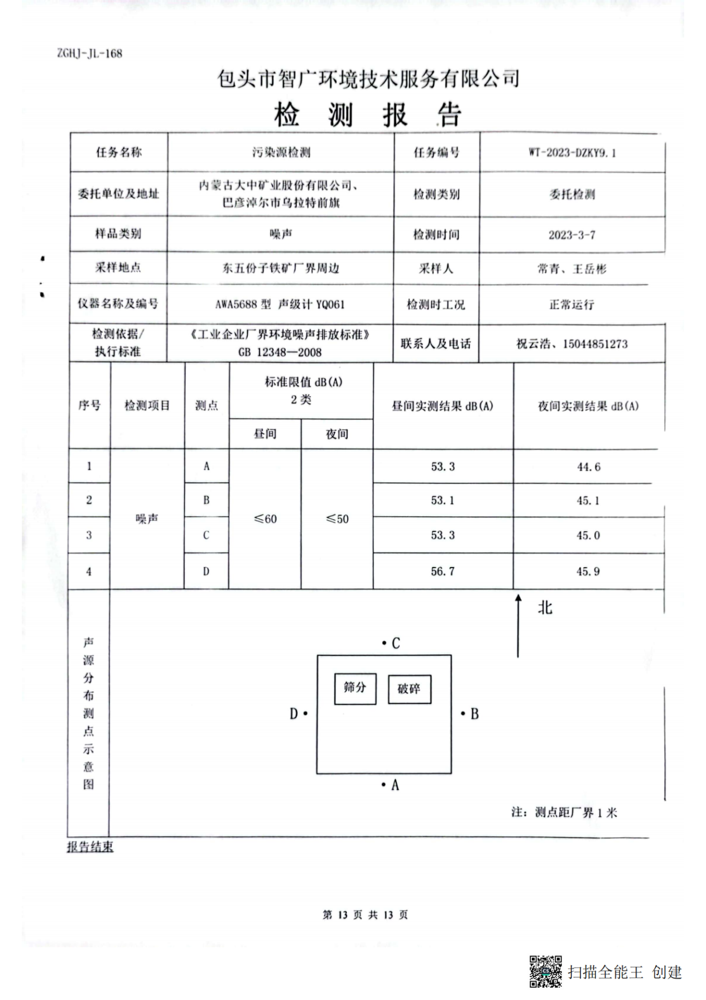 ZGHJ-JL-168
包头市智广环境技术服务有限公司
检 测 报 告
任务名称 污染源检测 任务编号 WT-2023-DZKY9.1
委托单位及地址 内蒙古大中矿业股份有限公司、 检测类别 委托检测
巴彦淖尔市乌拉特前旗
样品类别 噪声 检测时间 2023-3-7
采样地点 东五份子铁矿厂界周边 采样人 常青、王岳彬
仪器名称及编号 AWA5688 型 声级计 YQ061 检测时工况 正常运行
检测依据/ 《工业企业厂界环境噪声排放标准》 联系人及电话 祝云浩、15044851273
执行标准 GB 12348—2008
序号 检测项目 测点 标准限值 dB(A) 昼间实测结果 dB(A) 夜间实测结果 dB(A)
2 类
昼间 夜间
1 A 53.3 44.6
2 B 53.1 45.1
噪声 ≤60 ≤50
3 C 53.3 45.0
4 D 56.7 45.9
声源分布测点示意图
北
• C
筛分 破碎
D • • B
• A
注：测点距厂界 1 米
报告结束
第 13 页 共 13 页
CS
扫描全能王 创建